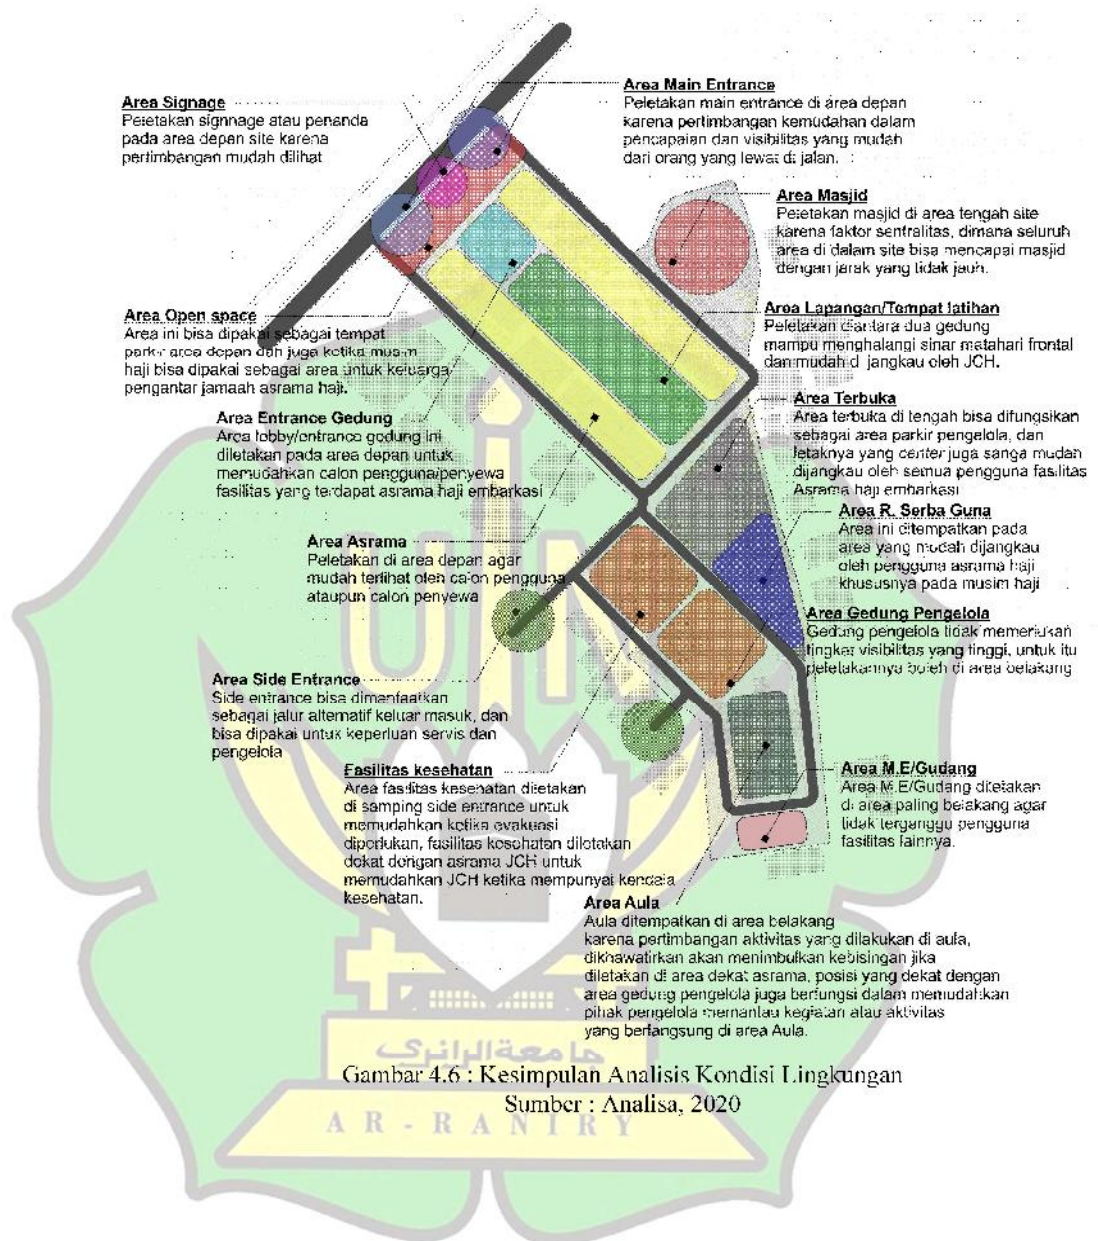 Area Signage
Peletakan signnage atau penanda
pada area depan site karena
pertimbangan mudah dilihat
Area Main Entrance
Peletakan main entrance di area depan
karena pertimbangan kemudahan dalam
pencapaian dan visibilitas yang mudah
dari orang yang lewat di jalan.
Area Masjid
Peletakan masjid di area tengah site
karena faktor sentralitas, dimana seluruh
area di dalam site bisa mencapai masjid
dengan jarak yang tidak jauh.
Area Open space
Area ini bisa dipakai sebagai tempat
parkir area depan dan juga ketika musim
haji bisa dipakai sebagai area untuk keluarga
pengantar jamaah asrama haji.
Area Lapangan/Tempat latihan
Peletakan diantara dua gedung
mampu menghalangi sinar matahari frontal
dan mudah di jangkau oleh JCH.
Area Terbuka
Area terbuka di tengah bisa difungsikan
sebagai area parkir pengelola, dan
letaknya yang center juga sanga mudah
dijangkau oleh semua pengguna fasilitas
Asrama haji embarkasi
Area Entrance Gedung
Area lobby/entrance gedung ini
diletakan pada area depan untuk
memudahkan calon pengguna/penyewa
fasilitas yang terdapat asrama haji embarkasi
Area R. Serba Guna
Area ini ditempatkan pada
area yang mudah dijangkau
oleh pengguna asrama haji
khususnya pada musim haji
Area Asrama
Peletakan di area depan agar
mudah terlihat oleh calon pengguna
ataupun calon penyewa
Area Gedung Pengelola
Gedung pengelola tidak memerlukan
tingkat visibilitas yang tinggi, untuk itu
peletakannya boleh di area belakang
Area Side Entrance
Side entrance bisa dimanfaatkan
sebagai jalur alternatif keluar masuk, dan
bisa dipakai untuk keperluan servis dan
pengelola
Fasilitas kesehatan
Area fasilitas kesehatan diletakan
di samping side entrance untuk
memudahkan ketika evakuasi
diperlukan, fasilitas kesehatan diletakan
dekat dengan asrama JCH untuk
memudahkan JCH ketika mempunyai kendala
kesehatan.
Area M.E/Gudang
Area M.E/Gudang diletakan
di area paling belakang agar
tidak terganggu pengguna
fasilitas lainnya.
Area Aula
Aula ditempatkan di area belakang
karena pertimbangan aktivitas yang dilakukan di aula,
dikhawatirkan akan menimbulkan kebisingan jika
diletakan di area dekat asrama, posisi yang dekat dengan
area gedung pengelola juga berfungsi dalam memudahkan
pihak pengelola memantau kegiatan atau aktivitas
yang berlangsung di area Aula.
UIN
جامعة الرانري
Gambar 4.6 : Kesimpulan Analisis Kondisi Lingkungan
Sumber : Analisa, 2020
AR-RANIRY